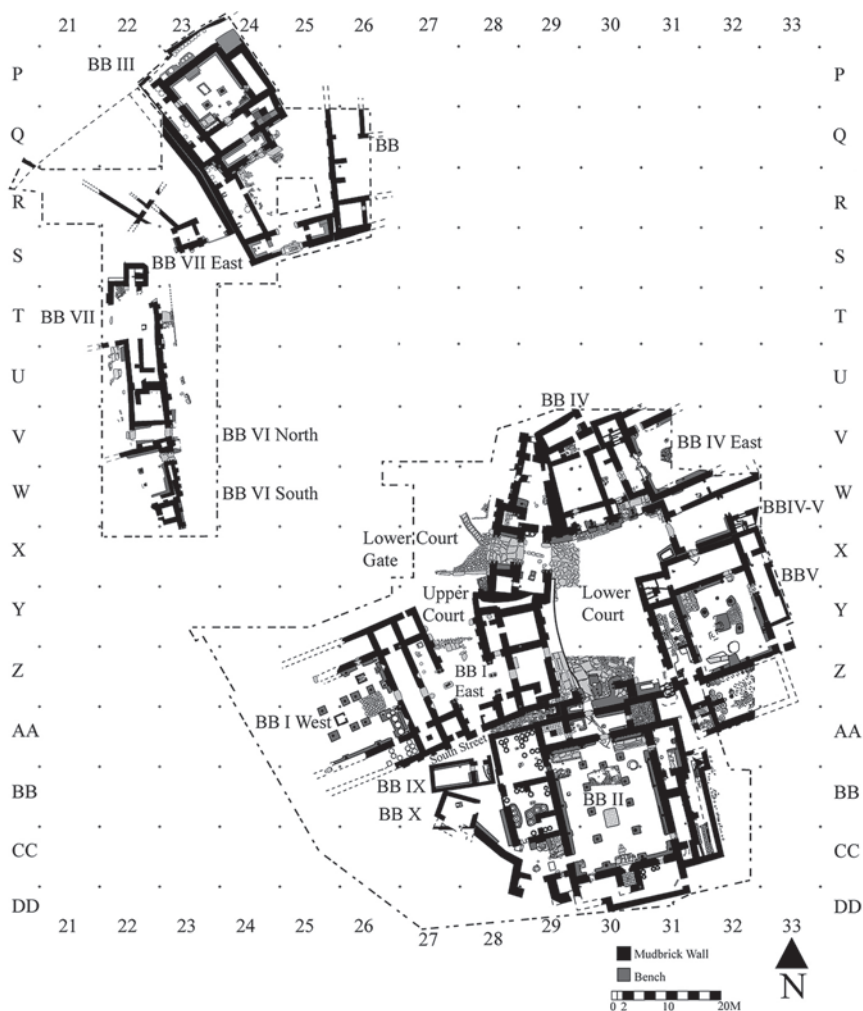 21 22 23 24 25 26 27 28 29 30 31 32 33
P P
BB III
Q Q
BB
R R
S S
BB VII East
T T
BB VII
U U
BB IV
V V
BB VI North
BB IV East
W W
BB VI South
BBIV-V
X X
Lower Court
Gate
BBV
Y Y
Upper
Court
Lower
Court
Z Z
BB I
East
BB I West
AA AA
South Street
BB BB
BB IX
BB II
BB X
CC CC
DD DD
21 22 23 24 25 26 27 28 29 30 31 32 33
Mudbrick Wall
Bench
0 2 10 20M
N